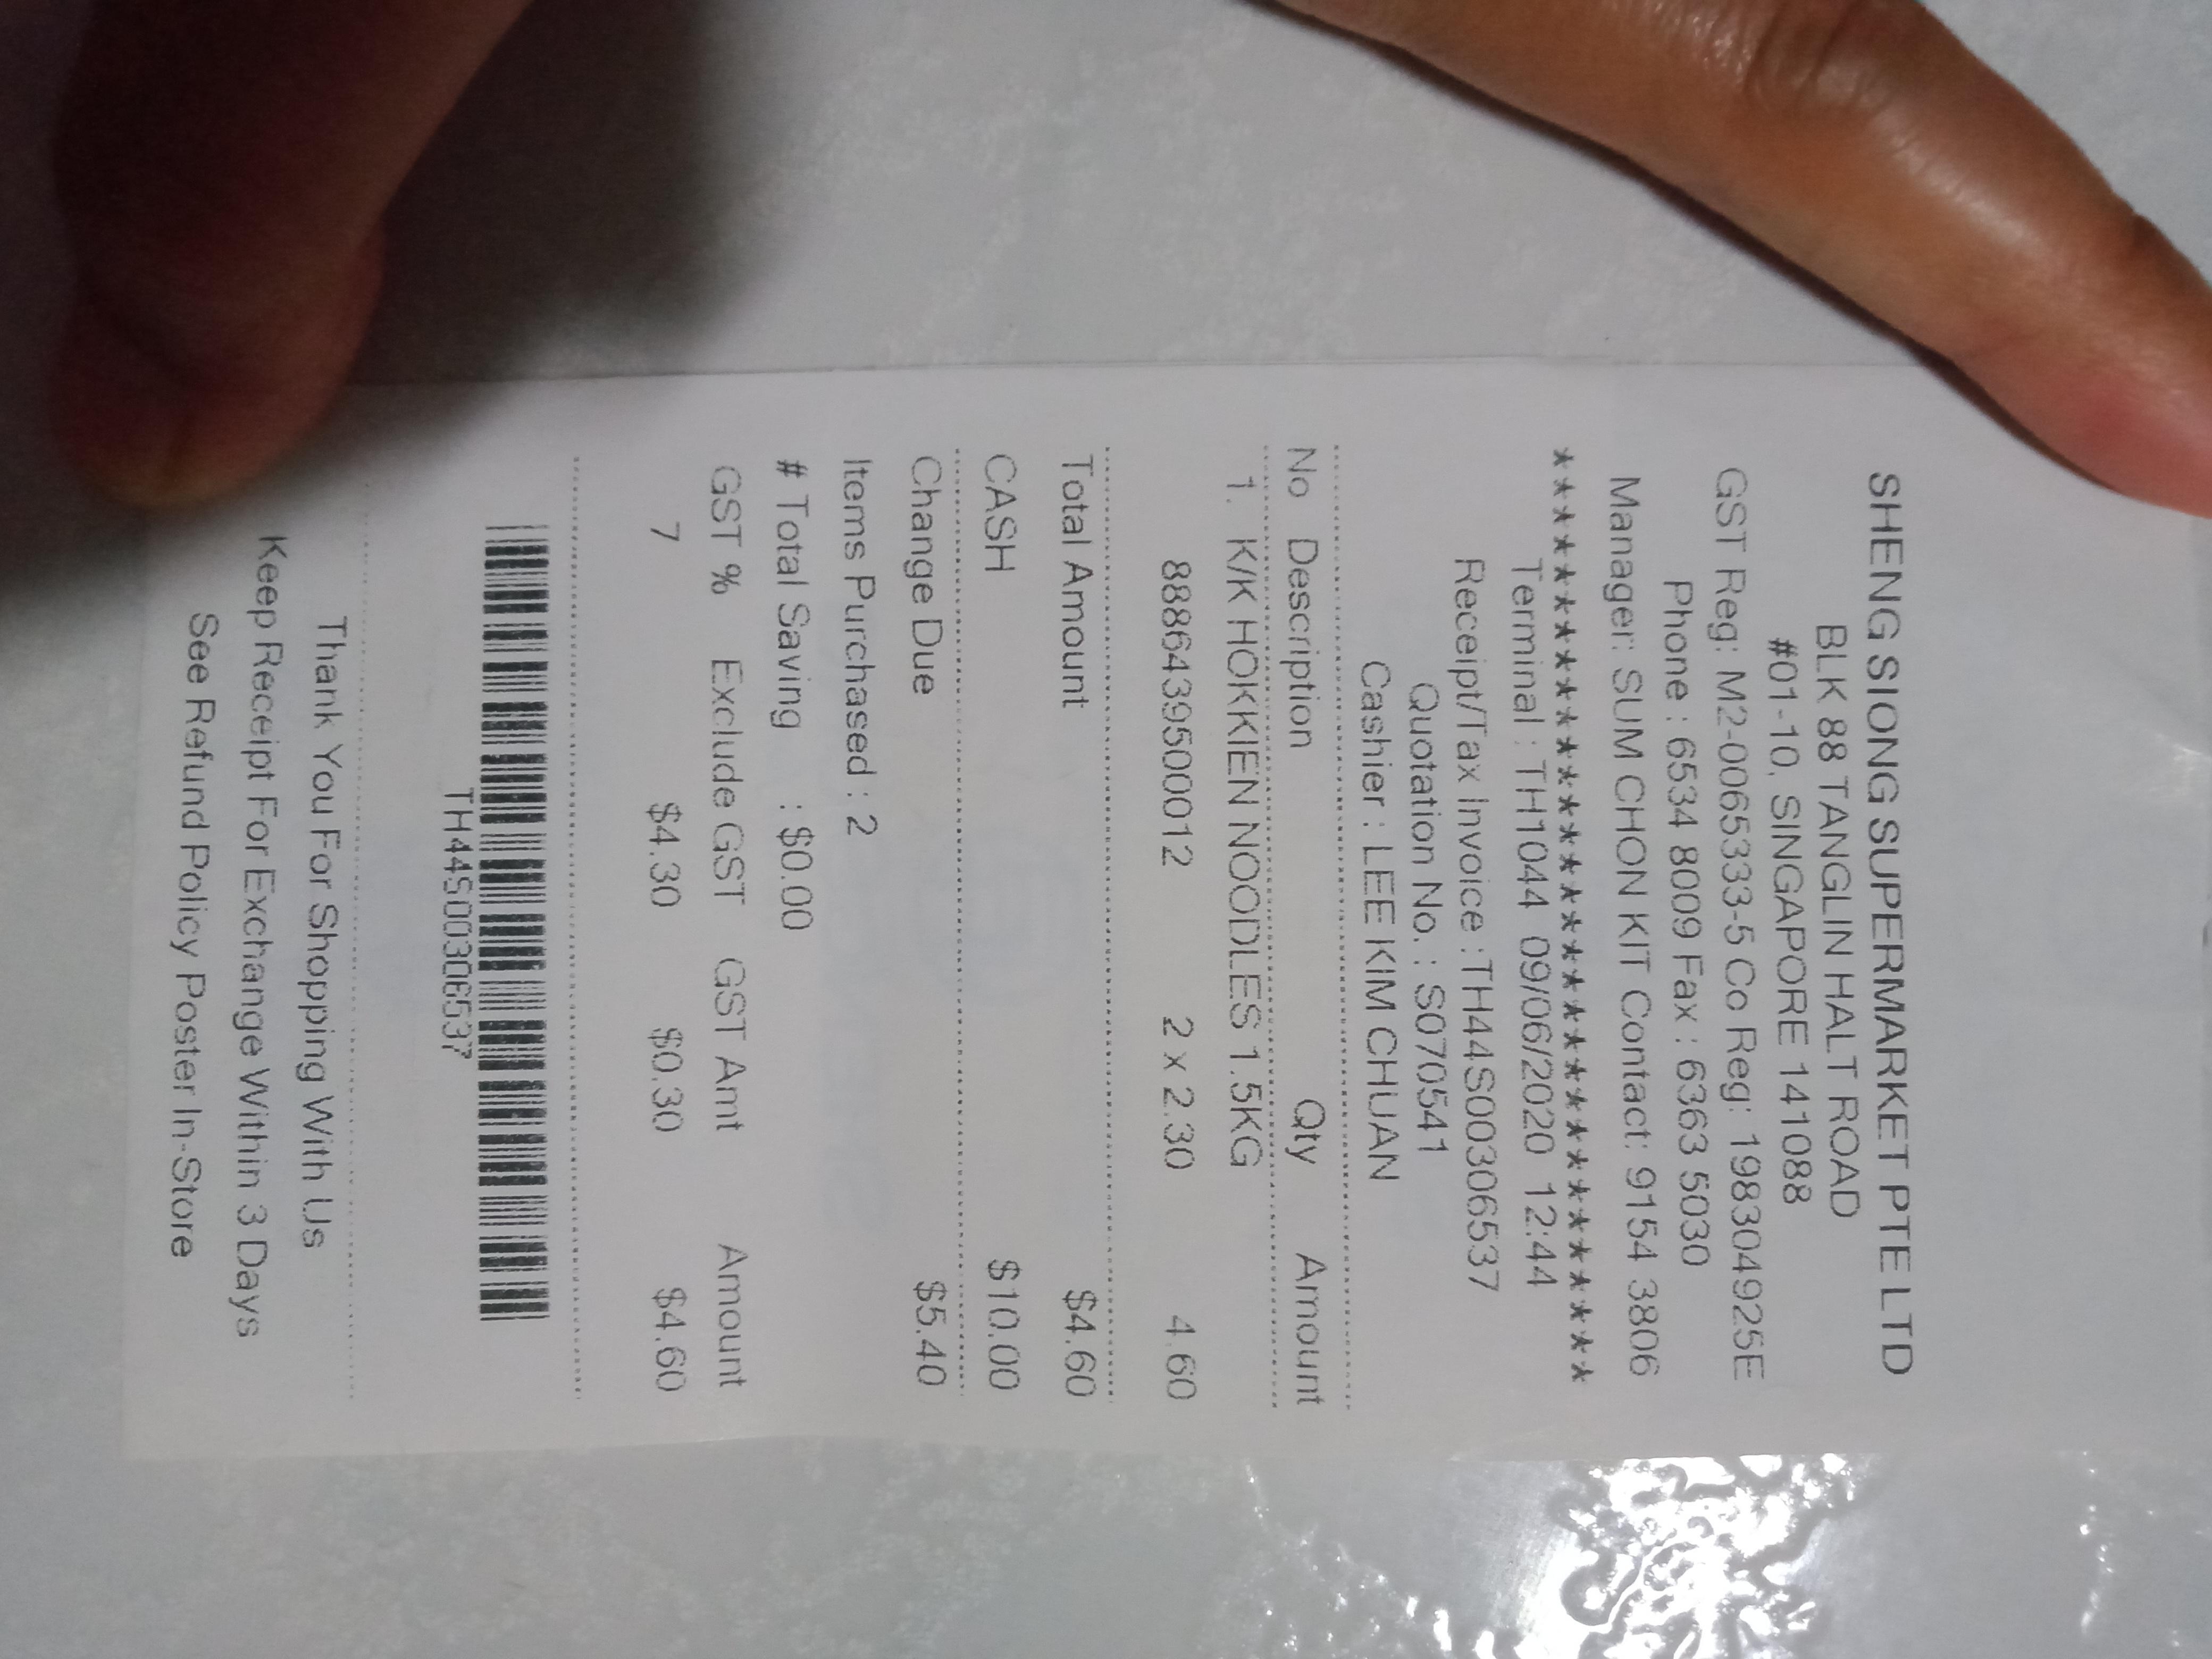 SHENG SIONG SUPERMARKET PTE LTD
BLK 88 TANGLIN HALT ROAD
#01-10, SINGAPORE 141088
GST Reg: M2-0065333-5 Co Reg: 198304925E
Phone : 6534 8009 Fax : 6363 5030
Manager: SUM CHON KIT Contact: 9154 3806
************************************
Terminal : TH1044 09/06/2020 12:44
Receipt/Tax Invoice :TH44S00306537
Quotation No. : S070541
Cashier : LEE KIM CHUAN
No Description Qty Amount
1. K/K HOKKIEN NOODLES 1.5KG
8886439500012 2 x 2.30 4.60
Total Amount $4.60
CASH $10.00
Change Due $5.40
Items Purchased : 2
# Total Saving : $0.00
GST % Exclude GST GST Amt Amount
7 $4.30 $0.30 $4.60
TH44S00306537
Thank You For Shopping With Us
Keep Receipt For Exchange Within 3 Days
See Refund Policy Poster In-Store